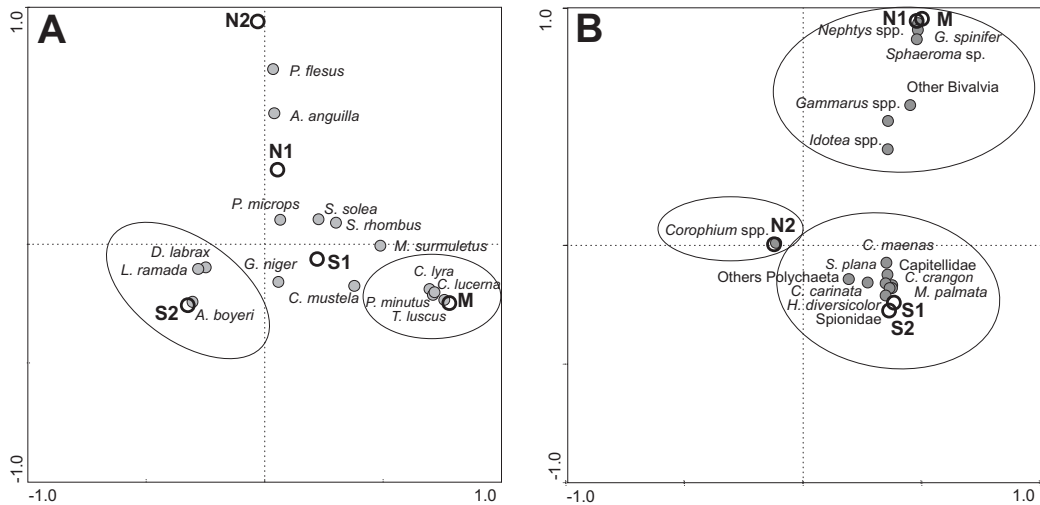 A
1.0
N2
P. flesus
A. anguilla
N1
P. microps
S. solea
S. rhombus
M. surmuletus
D. labrax
L. ramada
G. niger
S1
C. lyra
C. lucerna
C. mustela
P. minutus
M
T. luscus
S2
A. boyeri
-1.0
-1.0
1.0
B
1.0
N1
M
Nephtys spp.
G. spinifer
Sphaeroma sp.
Other Bivalvia
Gammarus spp.
Idotea spp.
N2
Corophium spp.
C. maenas
S. plana
Capitellidae
Others Polychaeta
C. crangon
C. carinata
M. palmata
H. diversicolor
S1
Spionidae
S2
-1.0
-1.0
1.0